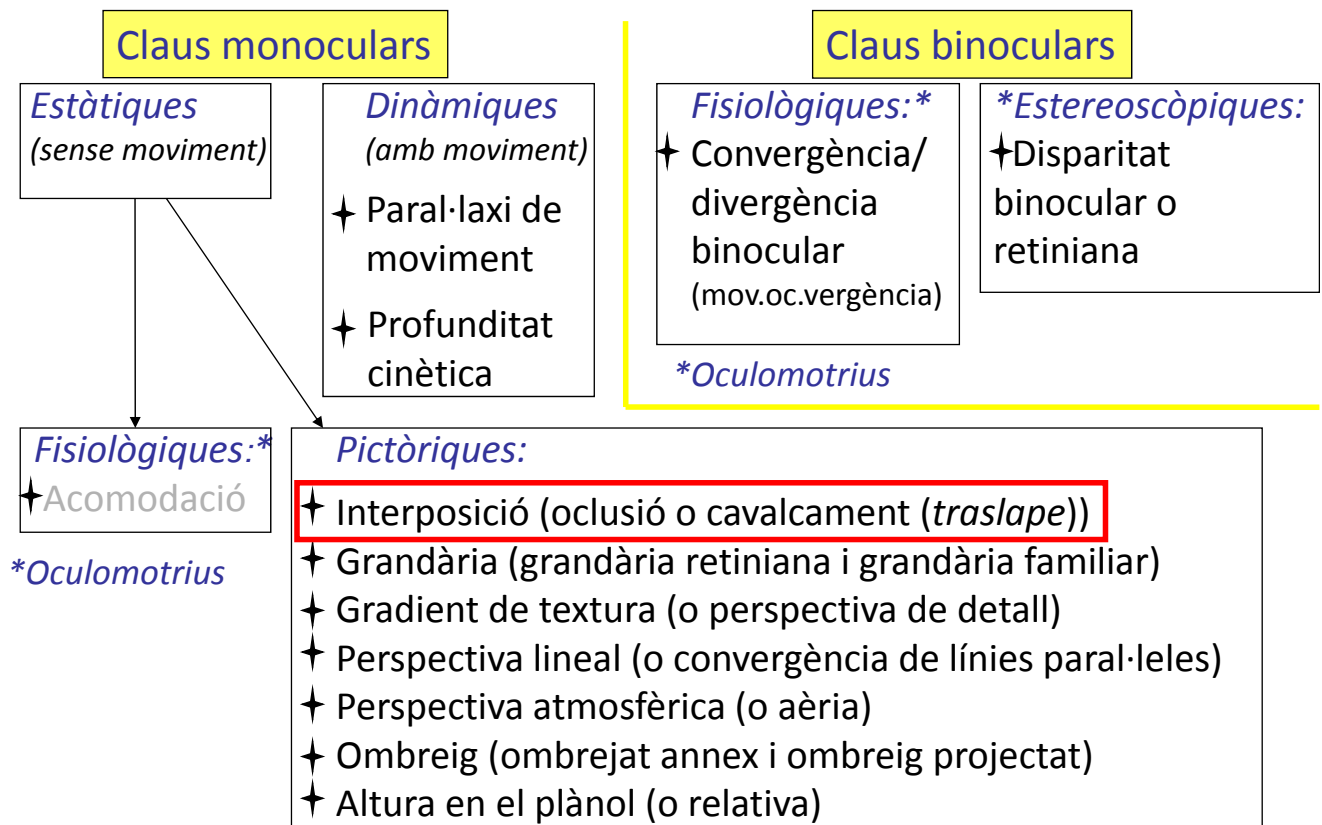 Claus monoculars
Estàtiques
(sense moviment)
Dinàmiques
(amb moviment)
Paral·laxi de
moviment
Profunditat
cinètica
Claus binoculars
Fisiològiques:*
Convergència/
divergència
binocular
(mov.oc.vergència)
*Estereoscòpiques:
Disparitat
binocular o
retiniana
*Oculomotrius
Fisiològiques:*
Acomodació
*Oculomotrius
Pictòriques:
Interposició (oclusió o cavalcament (traslape))
Grandària (grandària retiniana i grandària familiar)
Gradient de textura (o perspectiva de detall)
Perspectiva lineal (o convergència de línies paral·leles)
Perspectiva atmosfèrica (o aèria)
Ombreig (ombrejat annex i ombreig projectat)
Altura en el plànol (o relativa)